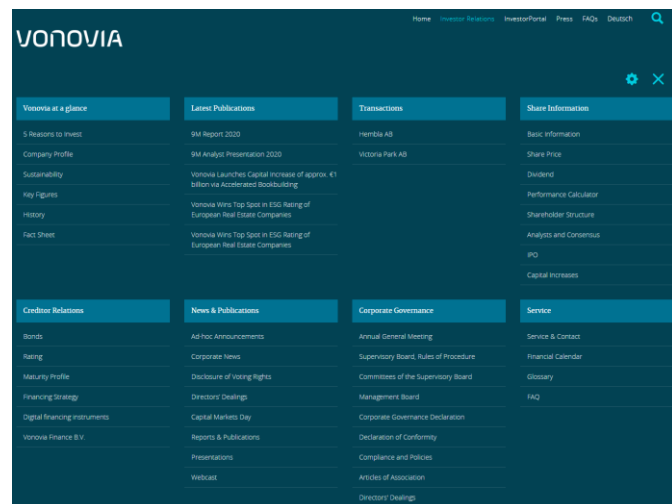 Home Investor Relations InvestorPortal Press FAQs Deutsch
VONOVIA
Vonovia at a glance
5 Reasons to Invest
Company Profile
Sustainability
Key Figures
History
Fact Sheet
Latest Publications
9M Report 2020
9M Analyst Presentation 2020
Vonovia Launches Capital Increase of approx. €1
billion via Accelerated Bookbuilding
Vonovia Wins Top Spot in ESG Rating of
European Real Estate Companies
Vonovia Wins Top Spot in ESG Rating of
European Real Estate Companies
Transactions
Hembla AB
Victoria Park AB
Share Information
Basic Information
Share Price
Dividend
Performance Calculator
Shareholder Structure
Analysts and Consensus
IPO
Capital Increases
Creditor Relations
Bonds
Rating
Maturity Profile
Financing Strategy
Digital financing instruments
Vonovia Finance B.V.
News & Publications
Ad-hoc Announcements
Corporate News
Disclosure of Voting Rights
Directors' Dealings
Capital Markets Day
Reports & Publications
Presentations
Webcast
Corporate Governance
Annual General Meeting
Supervisory Board, Rules of Procedure
Committees of the Supervisory Board
Management Board
Corporate Governance Declaration
Declaration of Conformity
Compliance and Policies
Articles of Association
Directors' Dealings
Service
Service & Contact
Financial Calendar
Glossary
FAQ